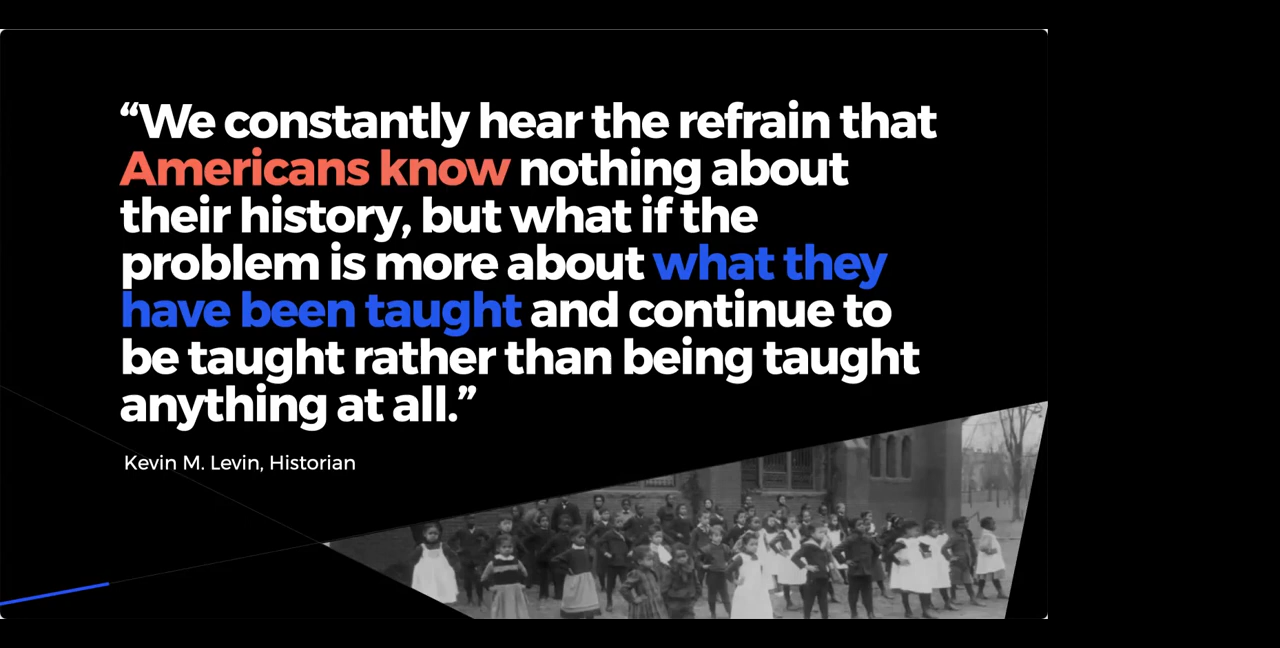 “We constantly hear the refrain that
Americans know nothing about
their history, but what if the
problem is more about what they
have been taught and continue to
be taught rather than being taught
anything at all.”
Kevin M. Levin, Historian